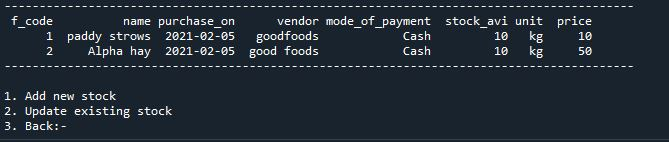 f_code name purchase_on vendor mode_of_payment stock_avi unit price
1 paddy strows 2021-02-05 goodfoods Cash 10 kg 10
2 Alpha hay 2021-02-05 good foods Cash 10 kg 50
1. Add new stock
2. Update existing stock
3. Back:-